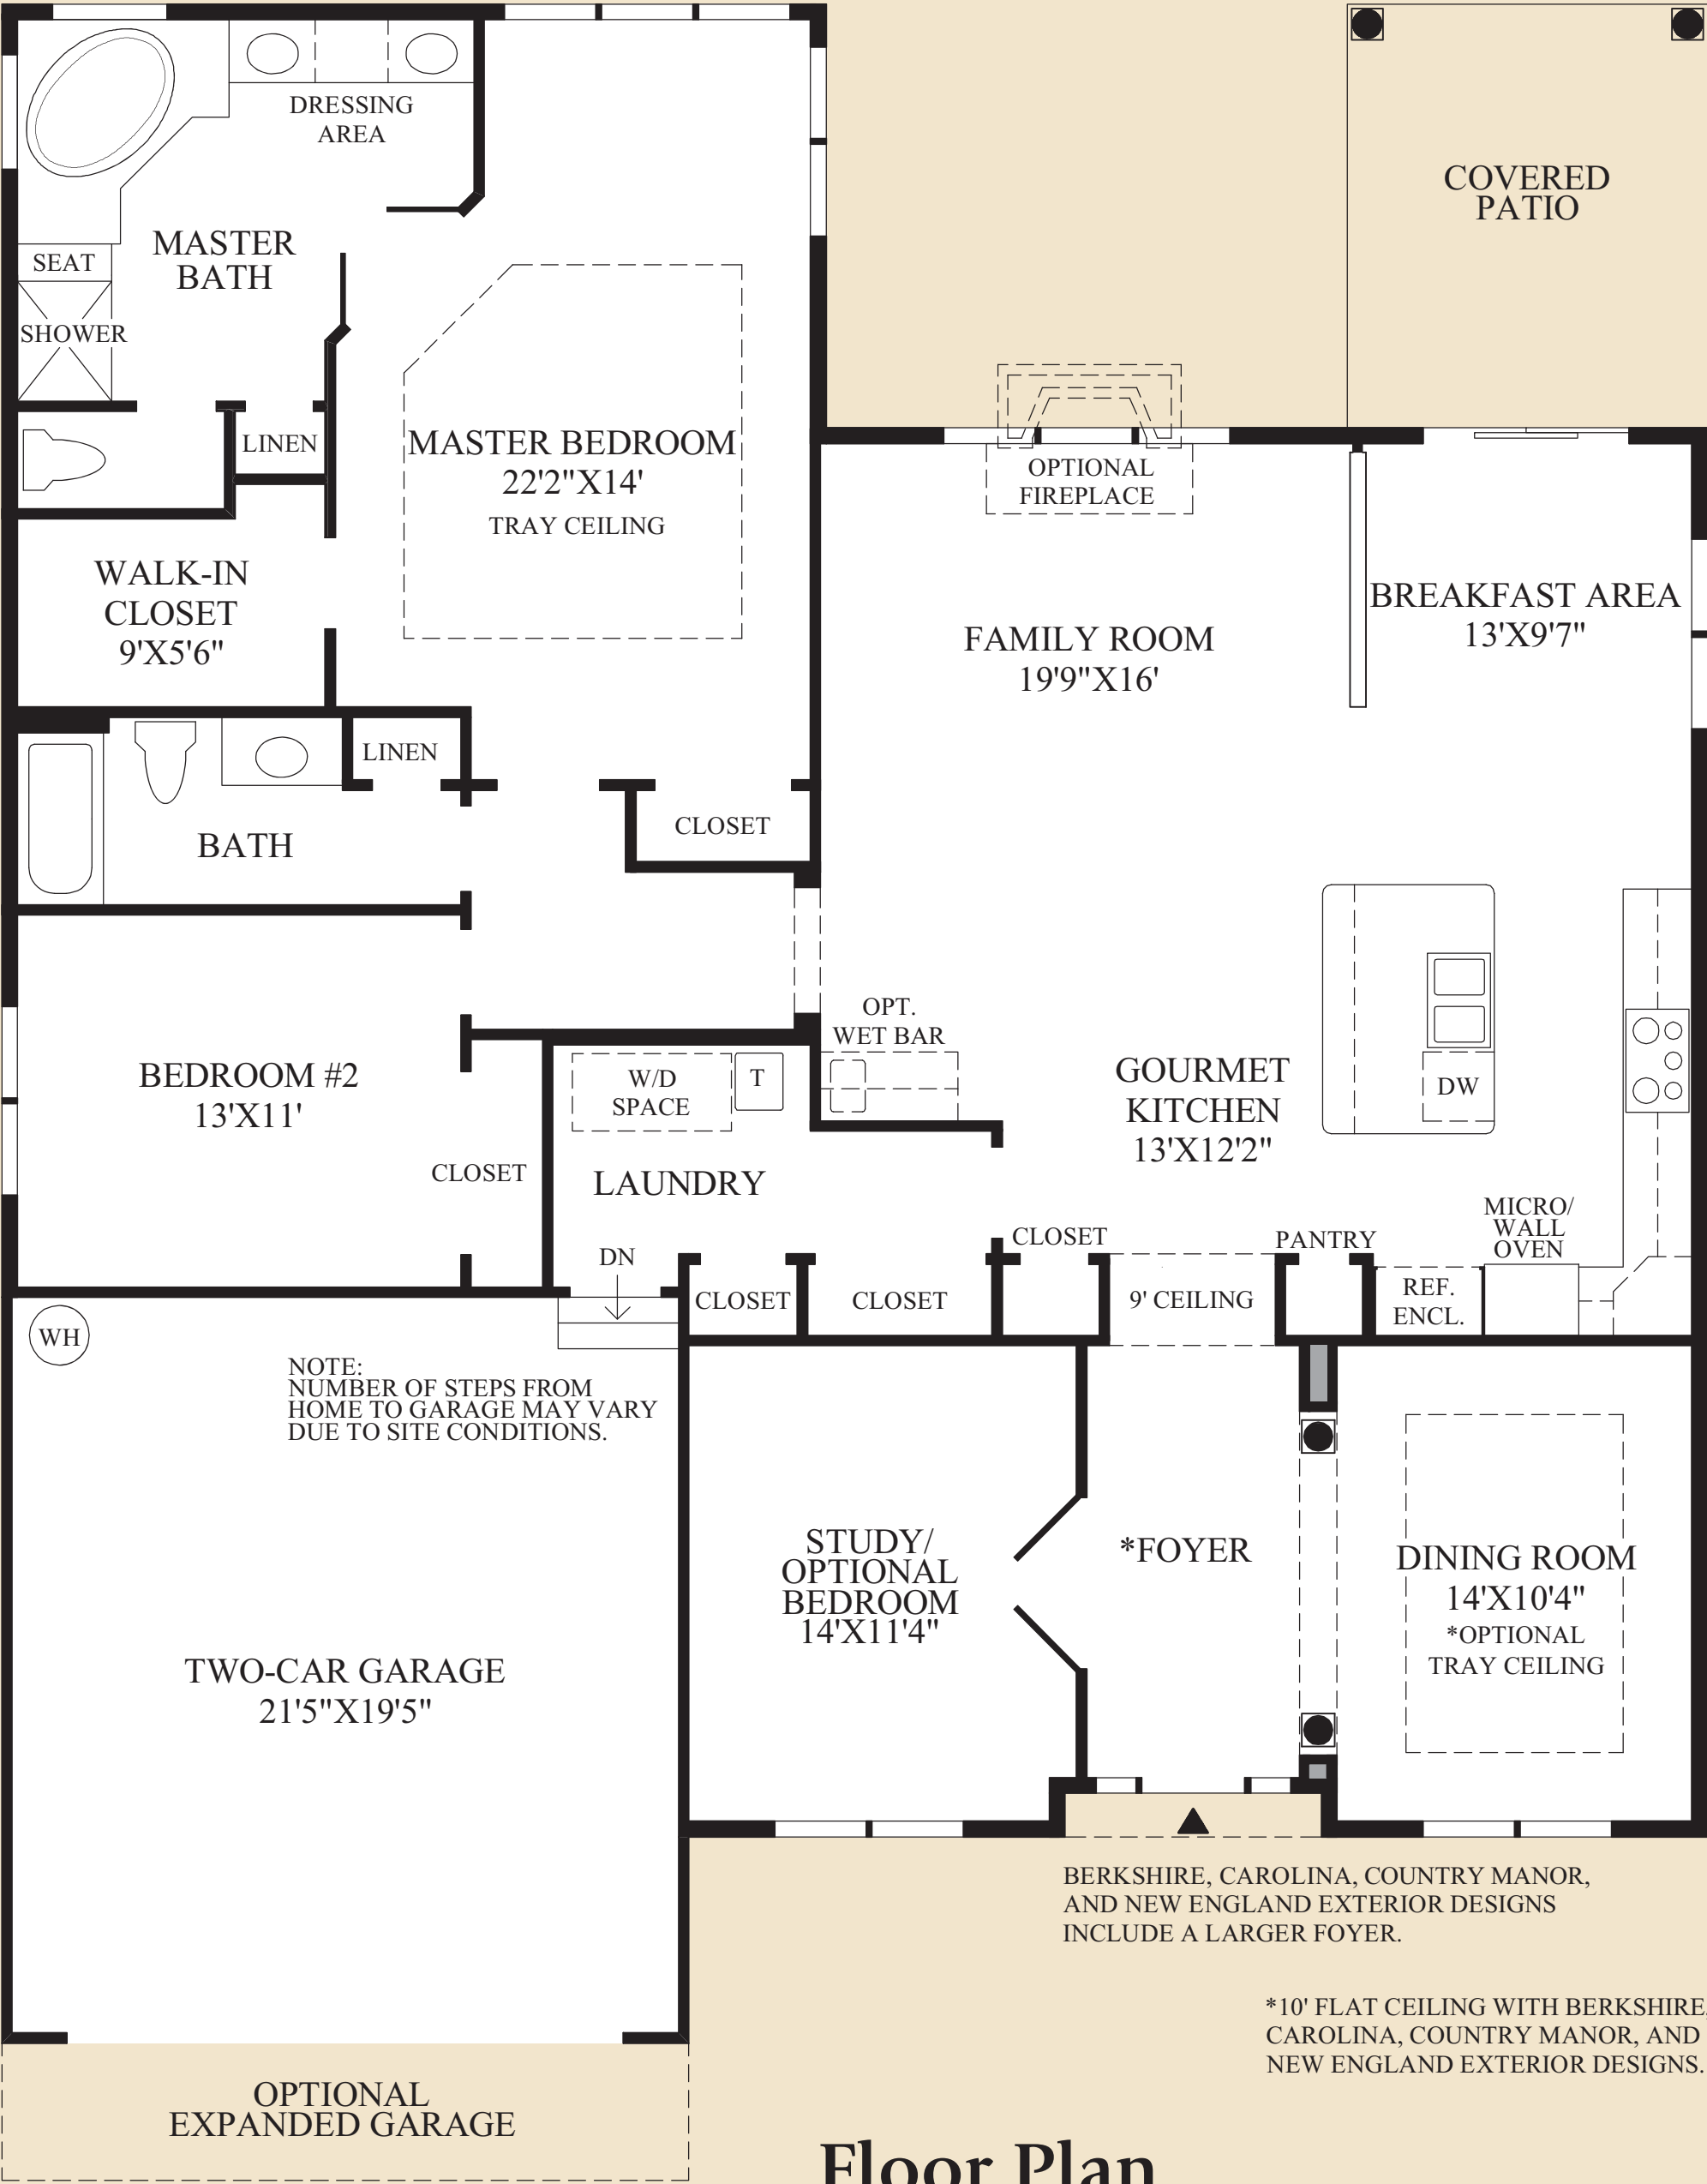 DRESSING
AREA
COVERED
PATIO
MASTER
BATH
SEAT
SHOWER
LINEN
MASTER BEDROOM
22'2"X14'
TRAY CEILING
OPTIONAL
FIREPLACE
WALK-IN
CLOSET
9'X5'6"
FAMILY ROOM
19'9"X16'
BREAKFAST AREA
13'X9'7"
LINEN
BATH
CLOSET
OPT.
WET BAR
BEDROOM #2
13'X11'
CLOSET
W/D
SPACE
T
LAUNDRY
DN
GOURMET
KITCHEN
13'X12'2"
DW
MICRO/
WALL
OVEN
CLOSET
PANTRY
CLOSET
CLOSET
9' CEILING
REF.
ENCL.
WH
NOTE:
NUMBER OF STEPS FROM
HOME TO GARAGE MAY VARY
DUE TO SITE CONDITIONS.
STUDY/
OPTIONAL
BEDROOM
14'X11'4"
*FOYER
DINING ROOM
14'X10'4"
*OPTIONAL
TRAY CEILING
TWO-CAR GARAGE
21'5"X19'5"
BERKSHIRE, CAROLINA, COUNTRY MANOR,
AND NEW ENGLAND EXTERIOR DESIGNS
INCLUDE A LARGER FOYER.
*10' FLAT CEILING WITH BERKSHIRE,
CAROLINA, COUNTRY MANOR, AND
NEW ENGLAND EXTERIOR DESIGNS.
OPTIONAL
EXPANDED GARAGE
Floor Plan